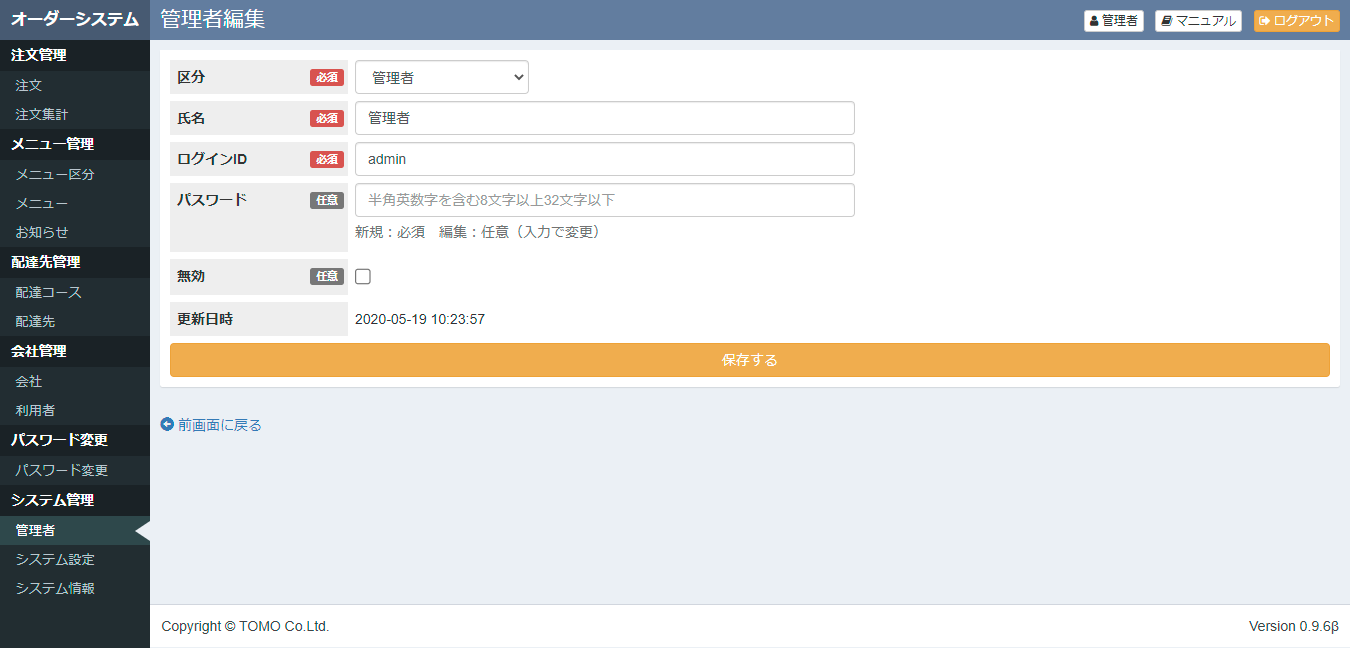 オーダーシステム
管理者編集
管理者
マニュアル
ログアウト
注文管理
注文
注文集計
メニュー管理
メニュー区分
メニュー
お知らせ
配達先管理
配達コース
配達先
会社管理
会社
利用者
パスワード変更
パスワード変更
システム管理
管理者
システム設定
システム情報
区分 必須 管理者
氏名 必須 管理者
ログインID 必須 admin
パスワード 任意 半角英数字を含む8文字以上32文字以下
新規：必須　編集：任意（入力で変更）
無効 任意
更新日時 2020-05-19 10:23:57
保存する
前画面に戻る
Copyright © TOMO Co.Ltd.
Version 0.9.6β